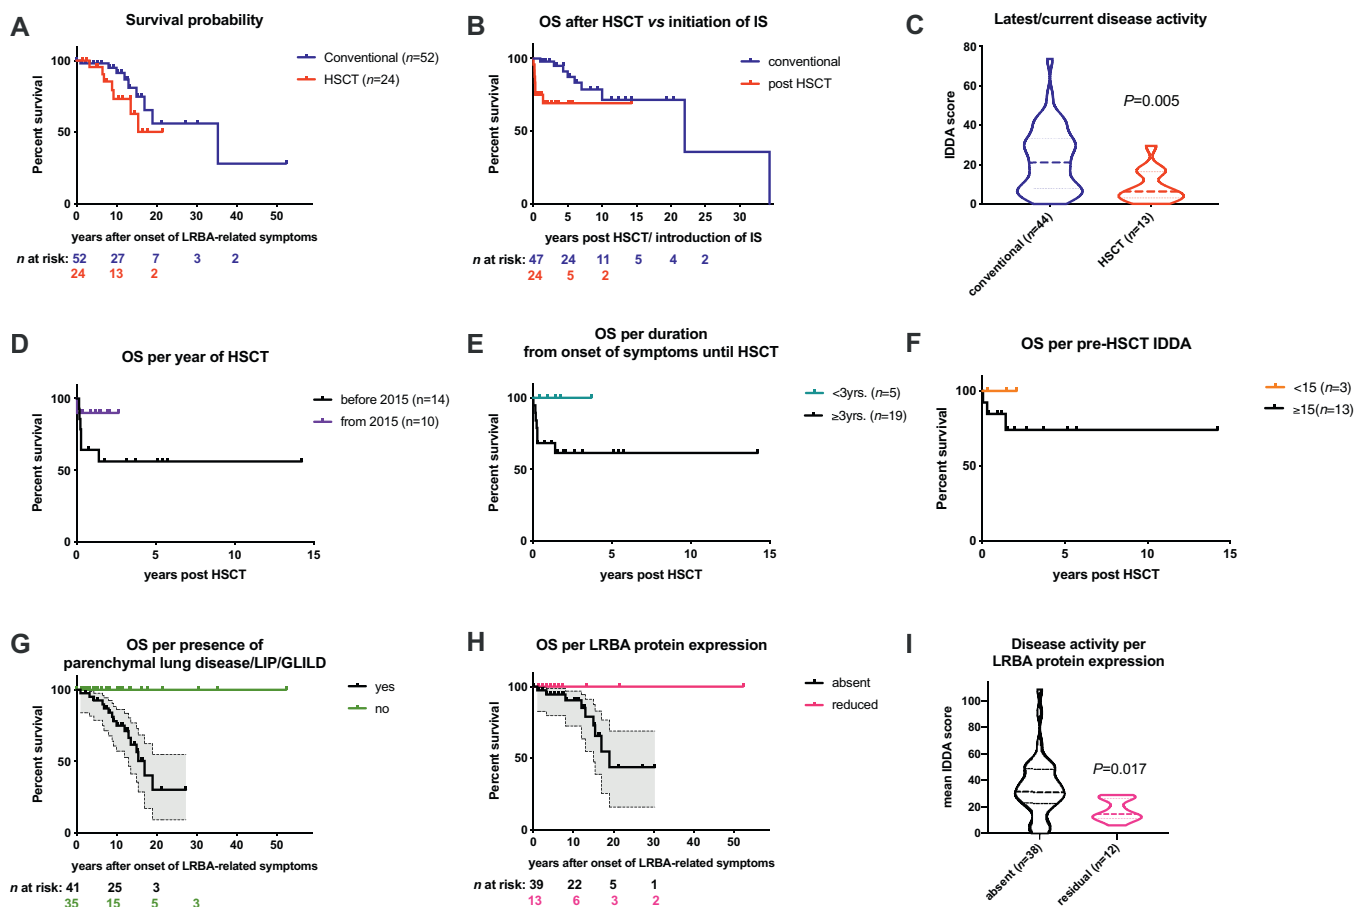 A
Survival probability
Percent survival
100
50
0
0 10 20 30 40 50
Conventional (n=52)
HSCT (n=24)
years after onset of LRBA-related symptoms
n at risk: 52 27 7 3 2
24 13 2
B
OS after HSCT vs initiation of IS
Percent survival
100
50
0
0 5 10 15 20 25 30
conventional
post HSCT
years post HSCT/ introduction of IS
n at risk: 47 24 11 5 4 2
24 5 2
C
Latest/current disease activity
IDDA score
80
60
40
20
0
P=0.005
conventional (n=44)
HSCT (n=13)
D
OS per year of HSCT
Percent survival
100
50
0
0 5 10 15
before 2015 (n=14)
from 2015 (n=10)
years post HSCT
E
OS per duration
from onset of symptoms until HSCT
Percent survival
100
50
0
0 5 10 15
<3yrs. (n=5)
≥3yrs. (n=19)
years post HSCT
F
OS per pre-HSCT IDDA
Percent survival
100
50
0
0 5 10 15
<15 (n=3)
≥15(n=13)
years post HSCT
G
OS per presence of
parenchymal lung disease/LIP/GLILD
Percent survival
100
50
0
0 10 20 30 40 50
yes
no
years after onset of LRBA-related symptoms
n at risk: 41 25 3
35 15 5 3
H
OS per LRBA protein expression
Percent survival
100
50
0
0 10 20 30 40 50
absent
reduced
years after onset of LRBA-related symptoms
n at risk: 39 22 5 1
13 6 3 2
I
Disease activity per
LRBA protein expression
mean IDDA score
100
80
60
40
20
0
P=0.017
absent (n=38)
residual (n=12)